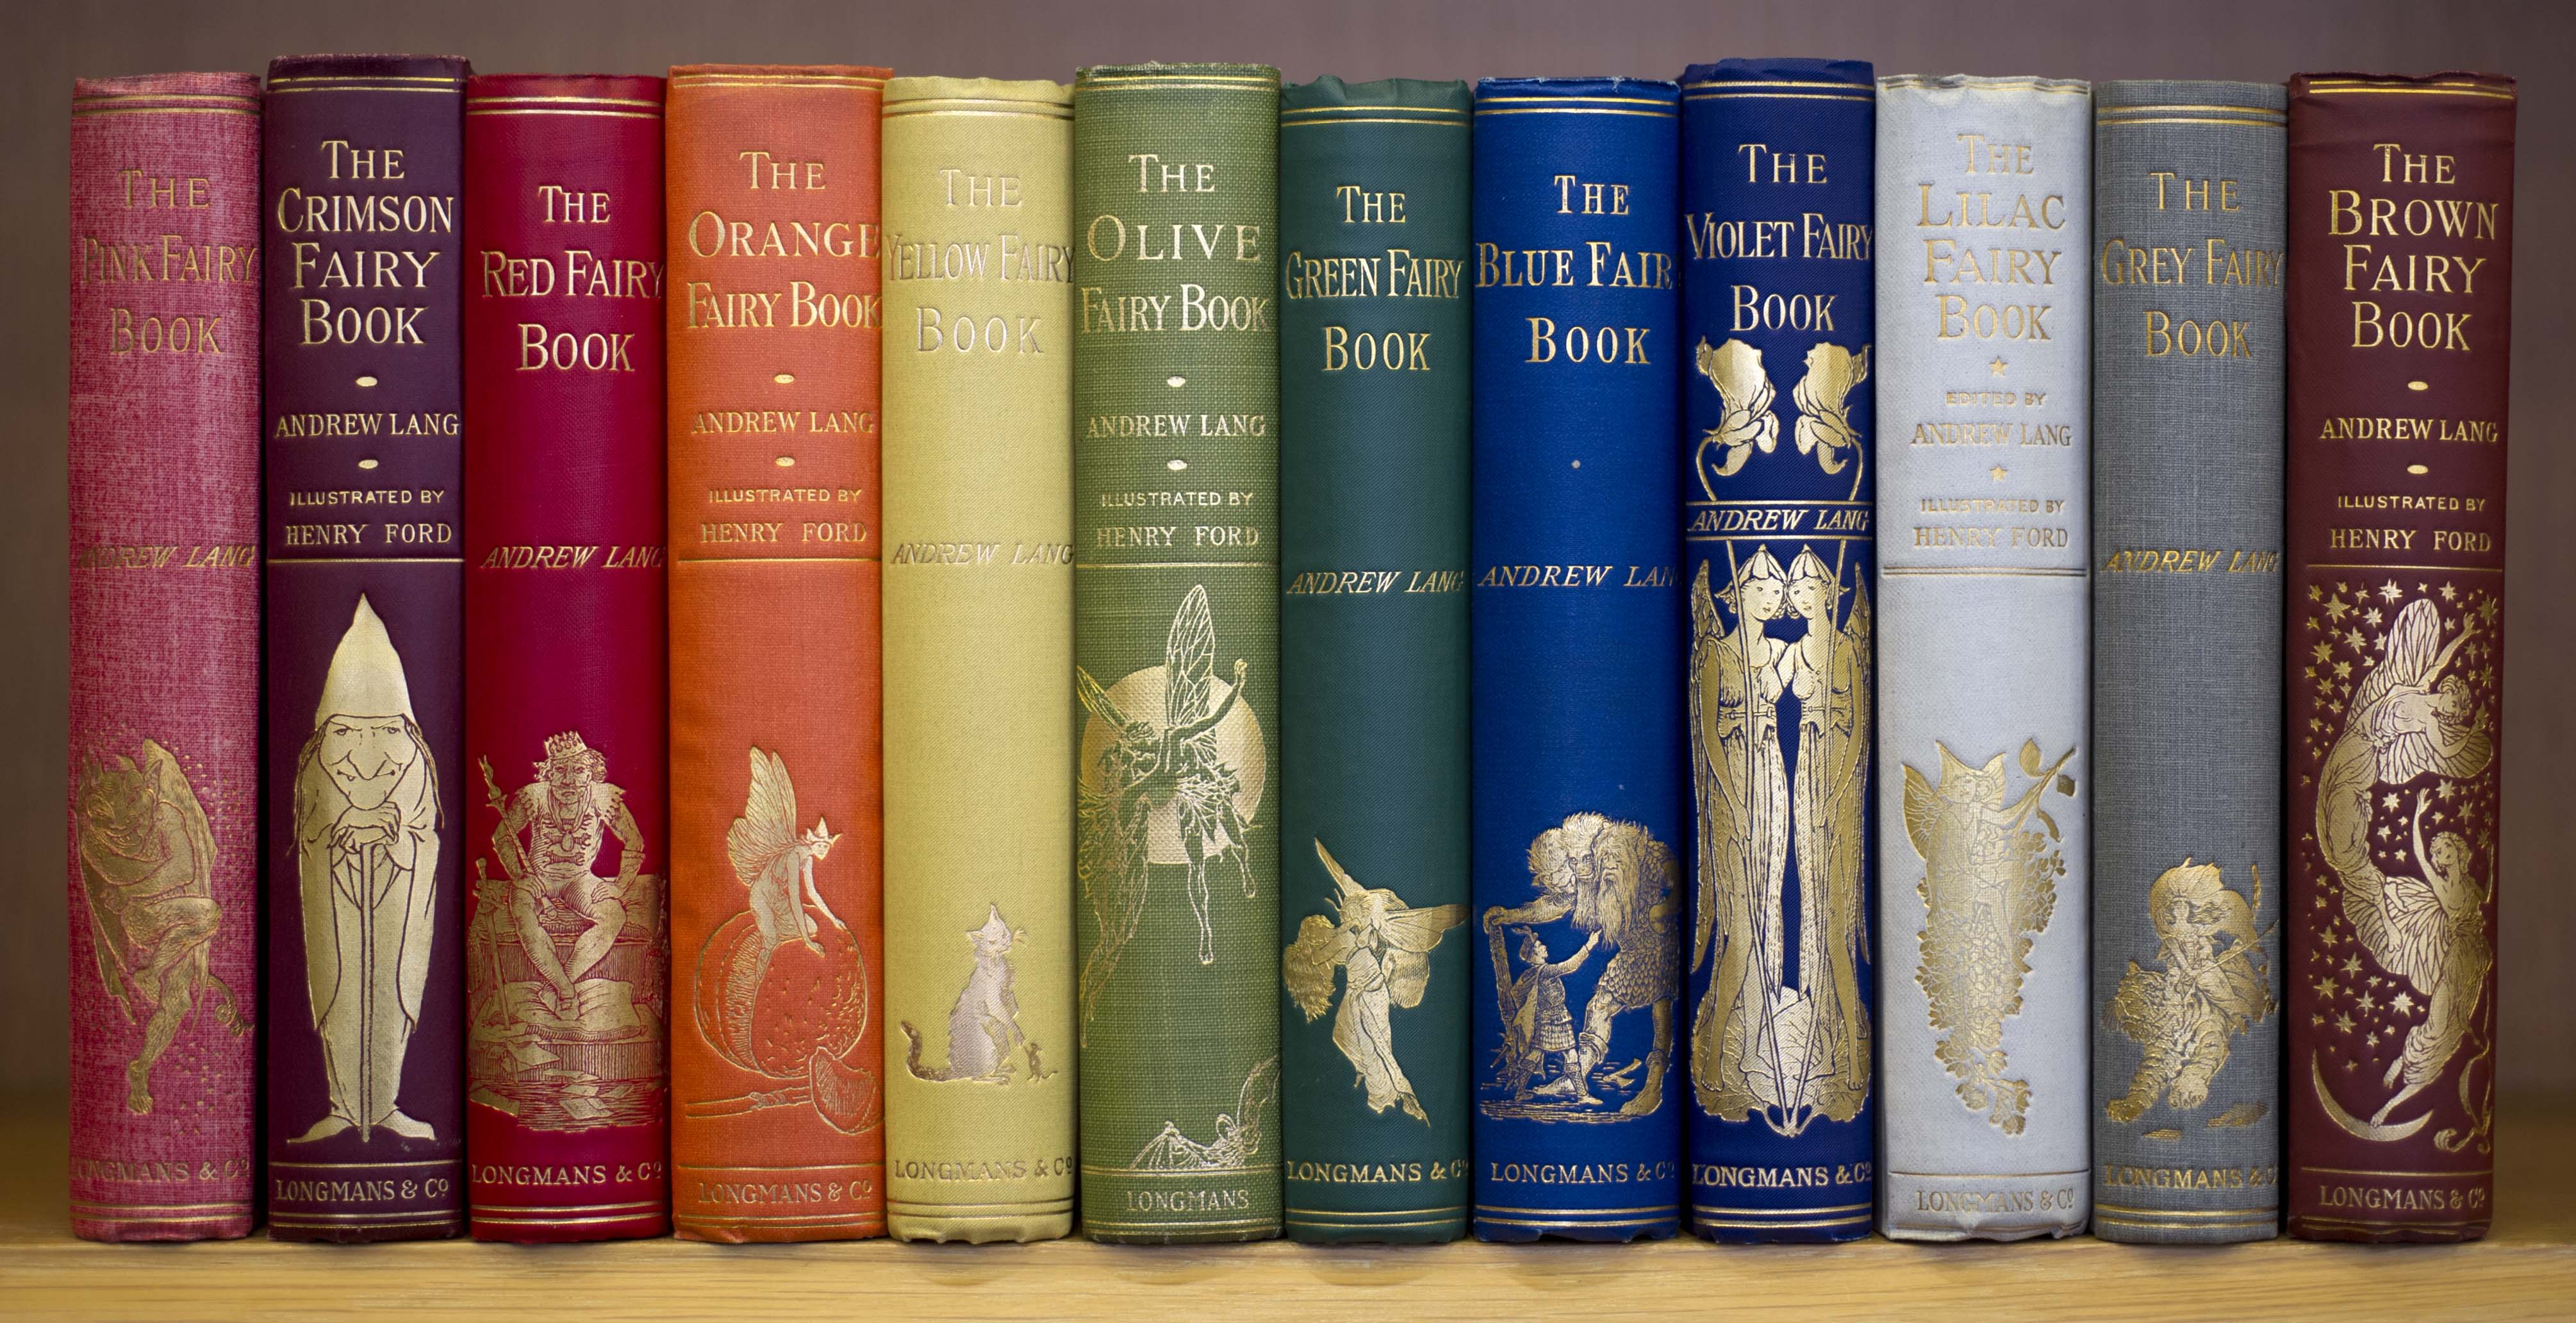 THE
PINK FAIRY
BOOK
ANDREW LANG
LONGMANS & Cº
THE
CRIMSON
FAIRY
BOOK
ANDREW LANG
ILLUSTRATED BY
HENRY FORD
LONGMANS & Cº
THE
RED FAIRY
BOOK
ANDREW LANG
LONGMANS & Cº
THE
ORANGE
FAIRY BOOK
ANDREW LANG
ILLUSTRATED BY
HENRY FORD
LONGMANS & Cº
THE
YELLOW FAIRY
BOOK
ANDREW LANG
LONGMANS & Cº
THE
OLIVE
FAIRY BOOK
ANDREW LANG
ILLUSTRATED BY
HENRY FORD
LONGMANS
THE
GREEN FAIRY
BOOK
ANDREW LANG
LONGMANS & Cº
THE
BLUE FAIR
BOOK
ANDREW LAN
LONGMANS & Cº
THE
VIOLET FAIRY
BOOK
ANDREW LANG
LONGMANS & Cº
THE
LILAC
FAIRY
BOOK
EDITED BY
ANDREW LANG
ILLUSTRATED BY
HENRY FORD
LONGMANS & Cº
THE
GREY FAIRY
BOOK
ANDREW LANG
LONGMANS & Cº
THE
BROWN
FAIRY
BOOK
ANDREW LANG
ILLUSTRATED BY
HENRY FORD
LONGMANS & Cº